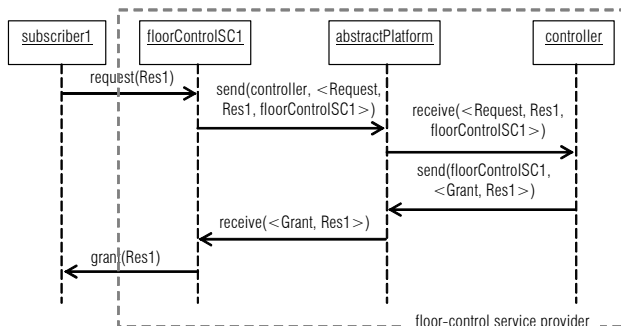 subscriber1
floorControlSC1
abstractPlatform
controller
request(Res1)
send(controller, <Request,
Res1, floorControlSC1>)
receive(<Request, Res1,
floorControlSC1>)
send(floorControlSC1,
<Grant, Res1>)
receive(<Grant, Res1>)
grant(Res1)
floor-control service provider